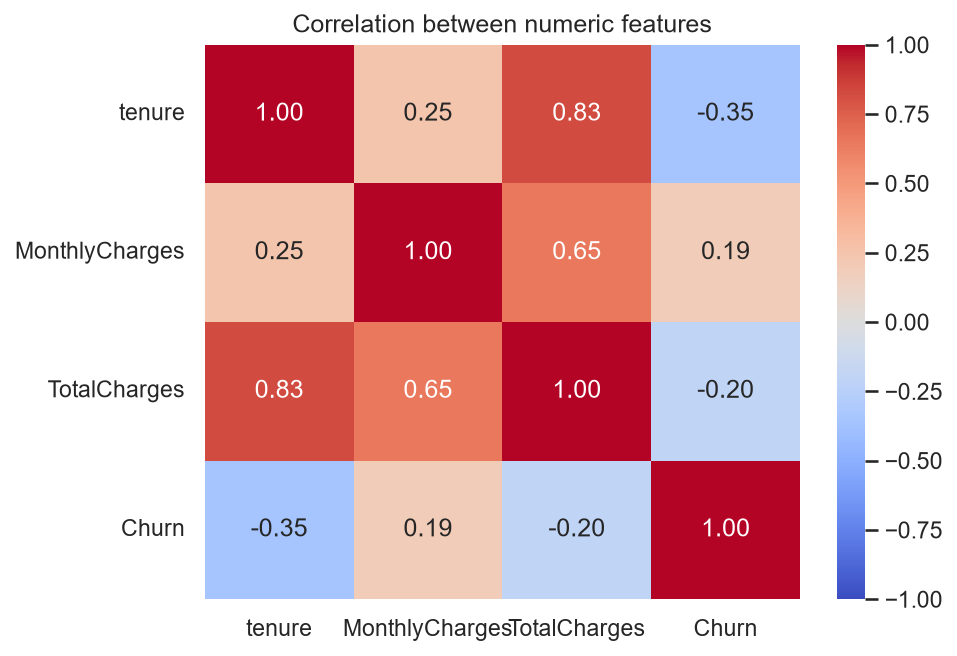 Correlation between numeric features
tenure 1.00 0.25 0.83 -0.35
MonthlyCharges 0.25 1.00 0.65 0.19
TotalCharges 0.83 0.65 1.00 -0.20
Churn -0.35 0.19 -0.20 1.00
tenure MonthlyCharges TotalCharges Churn
1.00
0.75
0.50
0.25
0.00
−0.25
−0.50
−0.75
−1.00